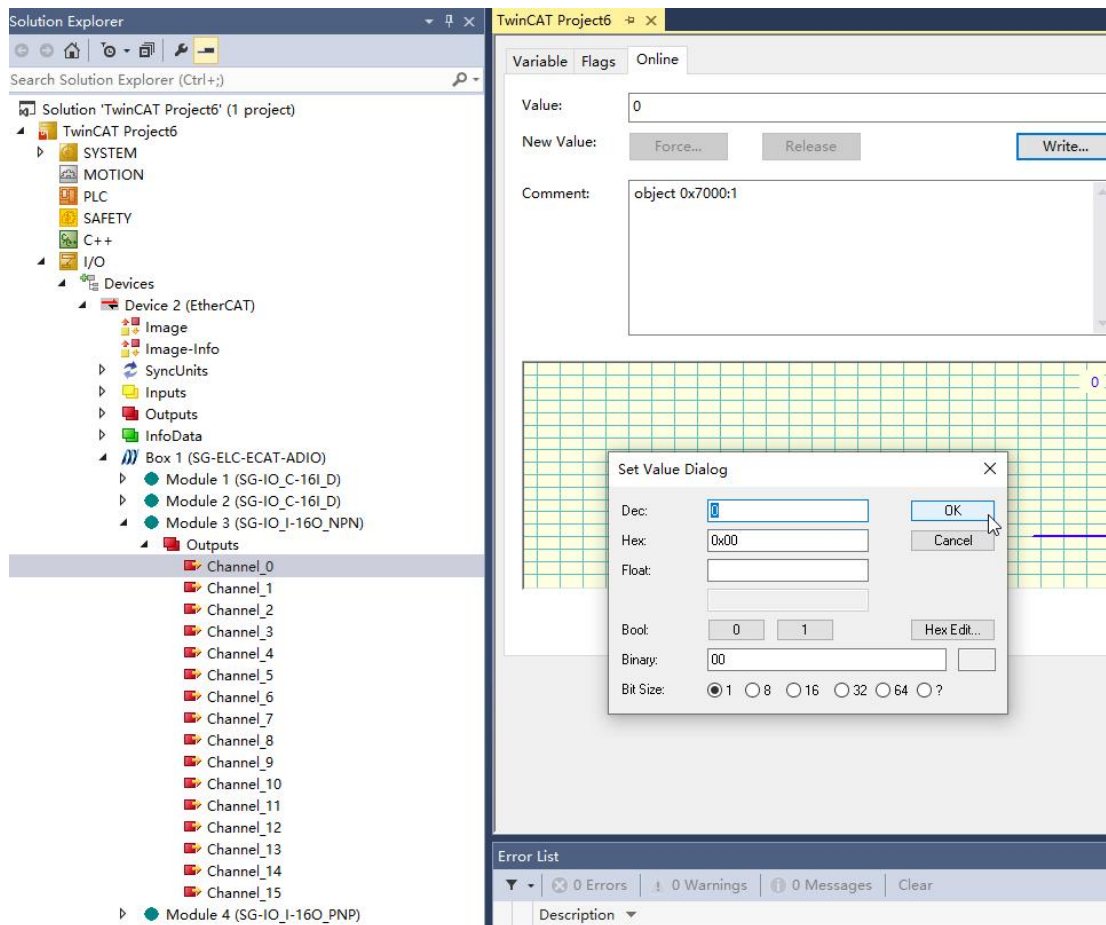 Solution Explorer
Search Solution Explorer (Ctrl+;)
Solution 'TwinCAT Project6' (1 project)
TwinCAT Project6
SYSTEM
MOTION
PLC
SAFETY
C++
I/O
Devices
Device 2 (EtherCAT)
Image
Image-Info
SyncUnits
Inputs
Outputs
InfoData
Box 1 (SG-ELC-ECAT-ADIO)
Module 1 (SG-IO_C-16I_D)
Module 2 (SG-IO_C-16I_D)
Module 3 (SG-IO_I-16O_NPN)
Outputs
Channel_0
Channel_1
Channel_2
Channel_3
Channel_4
Channel_5
Channel_6
Channel_7
Channel_8
Channel_9
Channel_10
Channel_11
Channel_12
Channel_13
Channel_14
Channel_15
Module 4 (SG-IO_I-16O_PNP)
TwinCAT Project6
Variable Flags Online
Value: 0
New Value: Force... Release Write...
Comment: object 0x7000:1
0
Set Value Dialog
Dec: 0 OK
Hex: 0x00 Cancel
Float:
Bool: 0 1 Hex Edit...
Binary: 00
Bit Size: 1 8 16 32 64 ?
Error List
0 Errors 0 Warnings 0 Messages Clear
Description